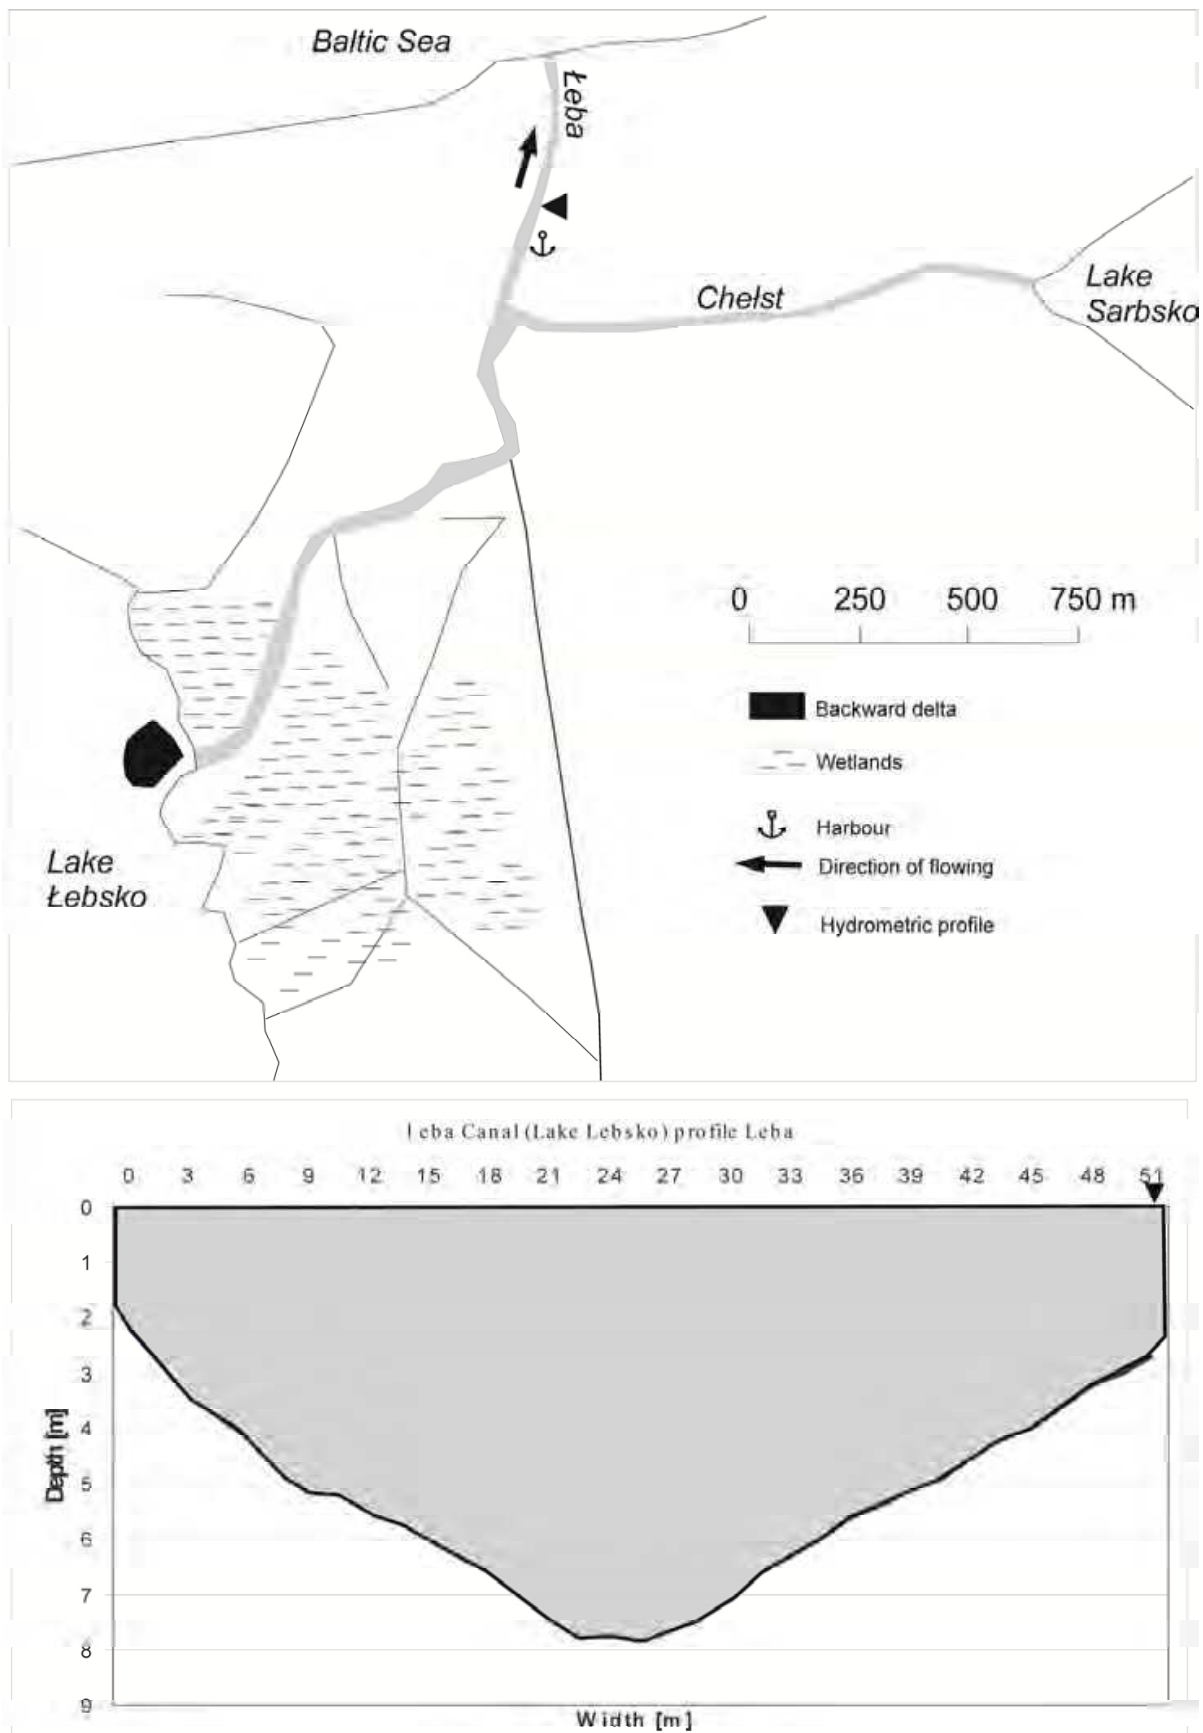 Baltic Sea
Łeba
Chełst
Lake
Sarbsko
0 250 500 750 m
Backward delta
Wetlands
Harbour
Direction of flowing
Hydrometric profile
Lake
Łebsko
Leba Canal (Lake Lebsko) profile Leba
0 3 6 9 12 15 18 21 24 27 30 33 36 39 42 45 48 51
0
1
2
3
4
5
6
7
8
9
Depth [m]
Width [m]